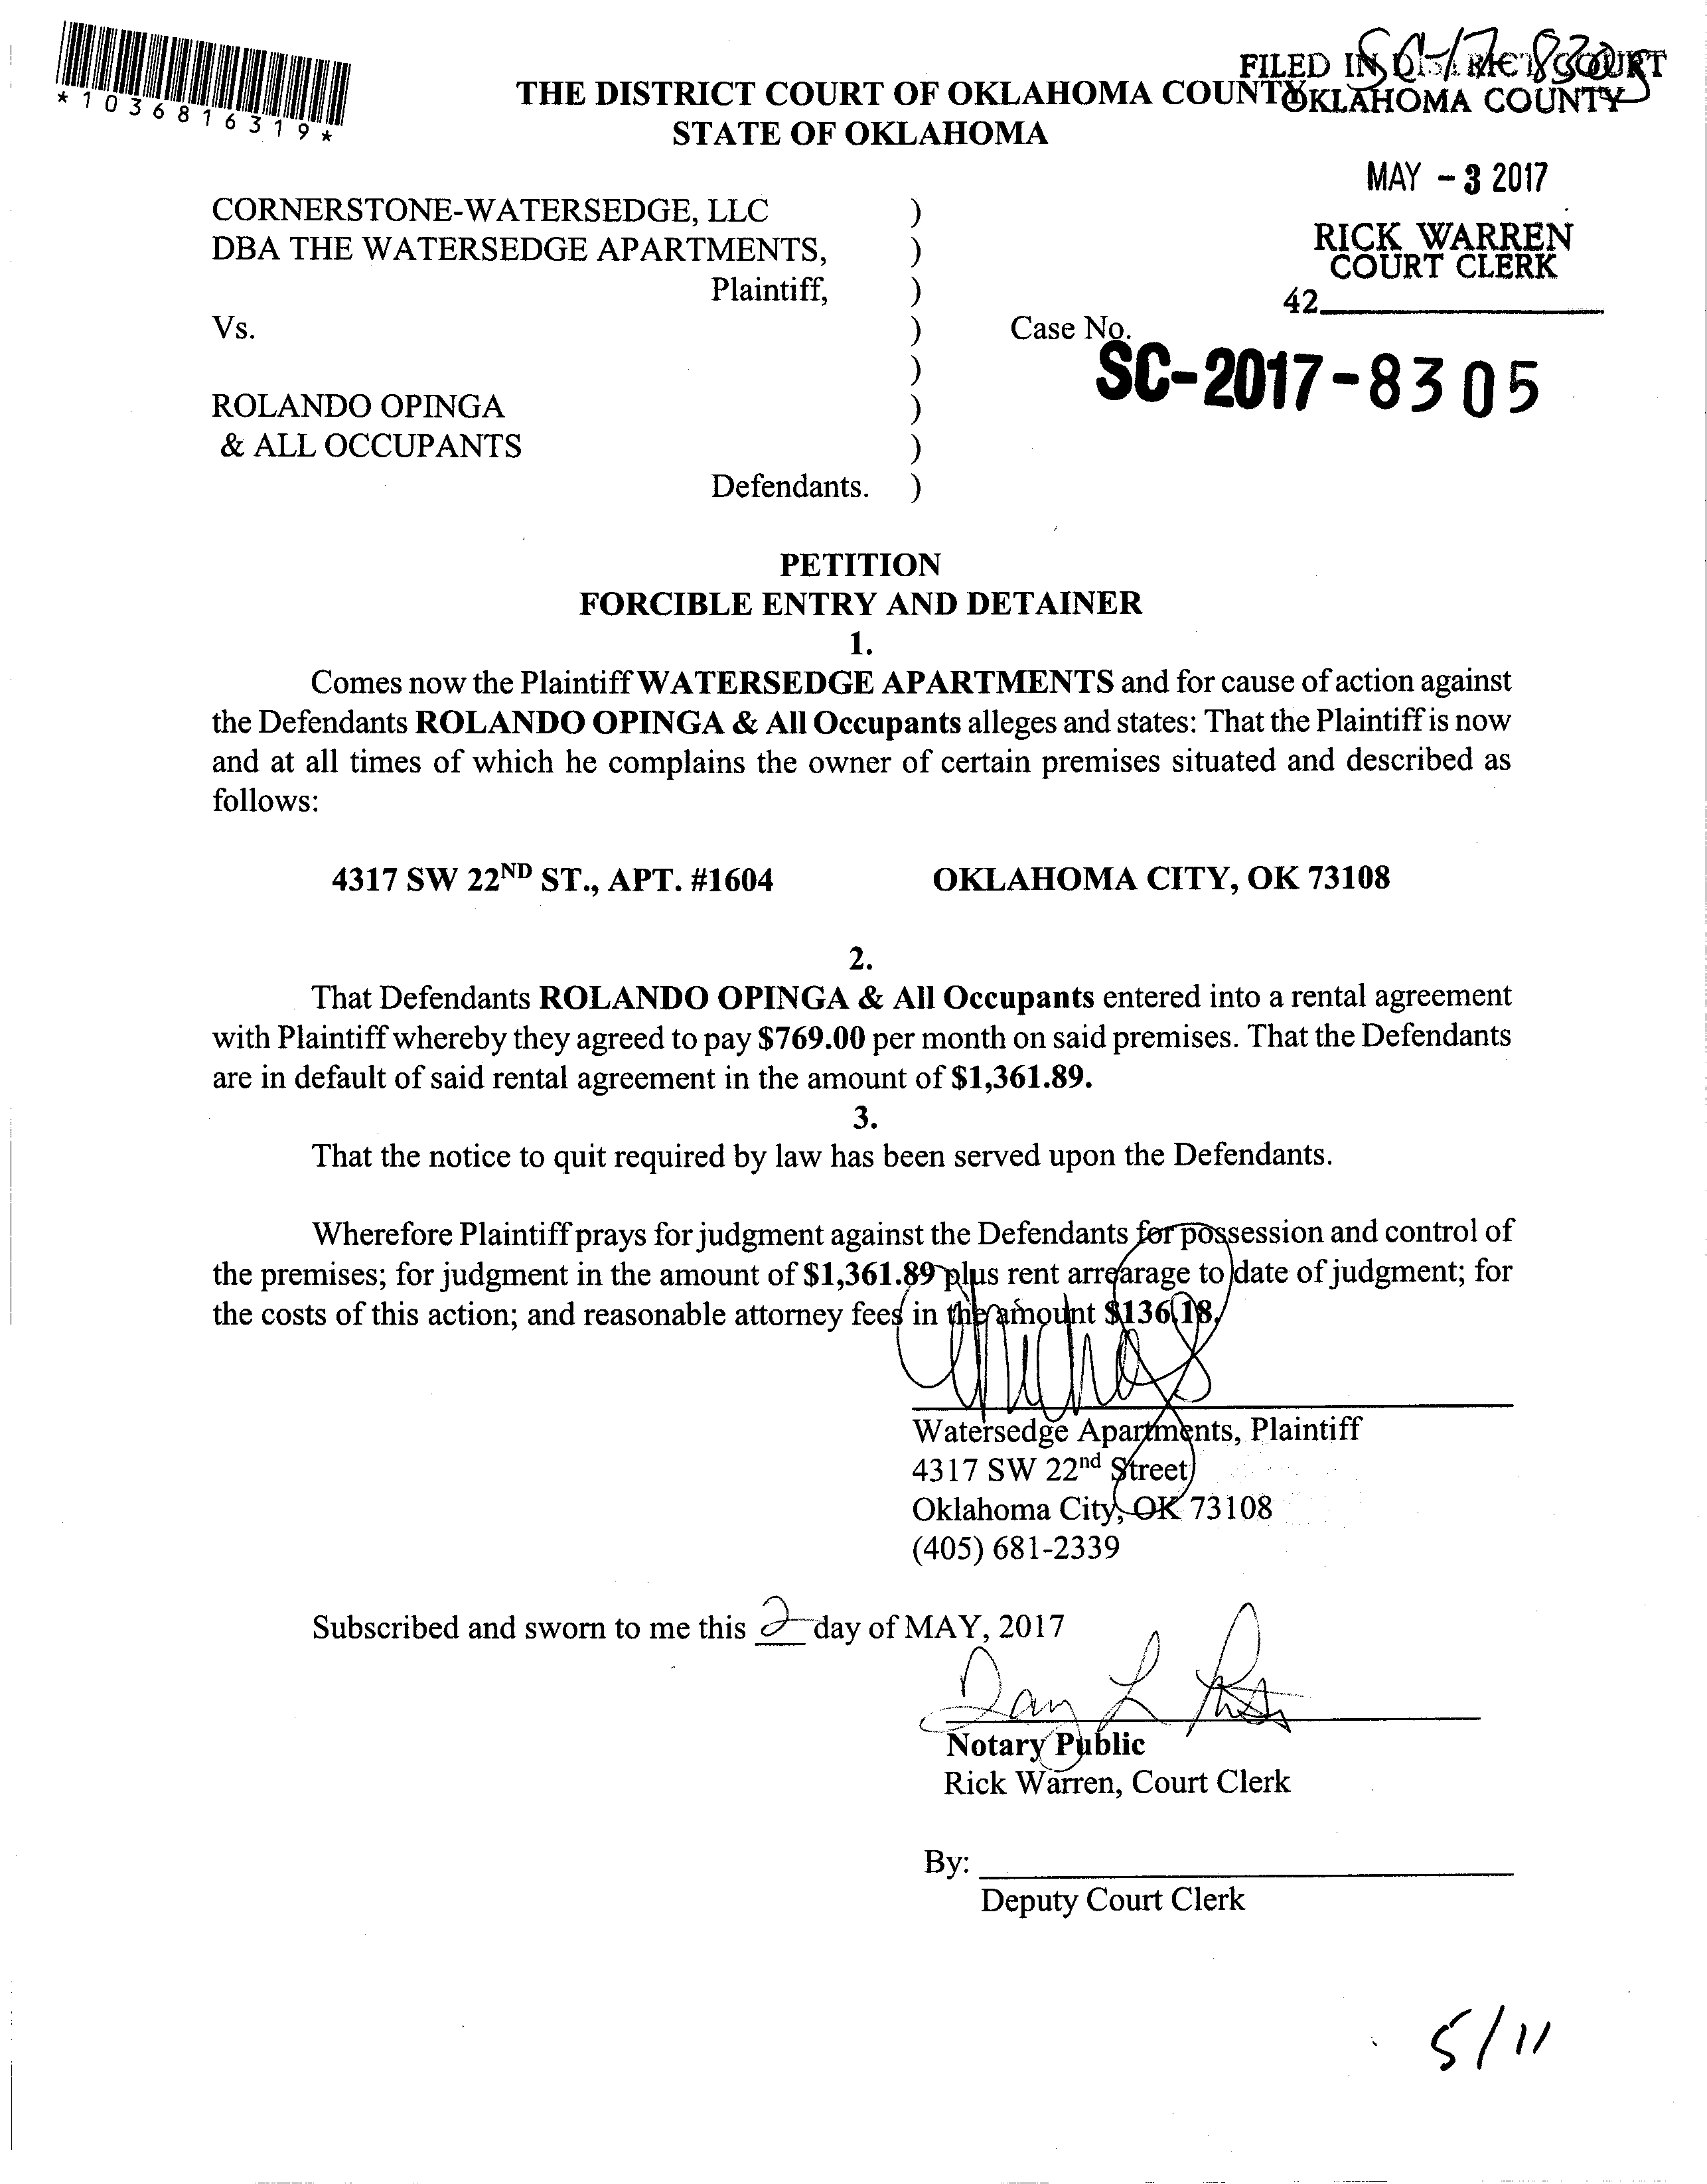 *1036816319*
SC-17-8305
FILED IN DISTRICT COURT
OKLAHOMA COUNTY
THE DISTRICT COURT OF OKLAHOMA COUNTY
STATE OF OKLAHOMA
MAY - 3 2017
RICK WARREN
COURT CLERK
42
CORNERSTONE-WATERSEDGE, LLC )
DBA THE WATERSEDGE APARTMENTS, )
Plaintiff, )
Vs. ) Case No.
) SC-2017-8305
ROLANDO OPINGA )
& ALL OCCUPANTS )
Defendants. )
PETITION
FORCIBLE ENTRY AND DETAINER
1.
Comes now the Plaintiff WATERSEDGE APARTMENTS and for cause of action against
the Defendants ROLANDO OPINGA & All Occupants alleges and states: That the Plaintiff is now
and at all times of which he complains the owner of certain premises situated and described as
follows:
4317 SW 22ND ST., APT. #1604 OKLAHOMA CITY, OK 73108
2.
That Defendants ROLANDO OPINGA & All Occupants entered into a rental agreement
with Plaintiff whereby they agreed to pay $769.00 per month on said premises. That the Defendants
are in default of said rental agreement in the amount of $1,361.89.
3.
That the notice to quit required by law has been served upon the Defendants.
Wherefore Plaintiff prays for judgment against the Defendants for possession and control of
the premises; for judgment in the amount of $1,361.89 plus rent arrearage to date of judgment; for
the costs of this action; and reasonable attorney fees in the amount $136.18.
Watersedge Apartments, Plaintiff
4317 SW 22nd Street
Oklahoma City, OK 73108
(405) 681-2339
Subscribed and sworn to me this 2 day of MAY, 2017
Notary Public
Rick Warren, Court Clerk
By:
Deputy Court Clerk
5/11